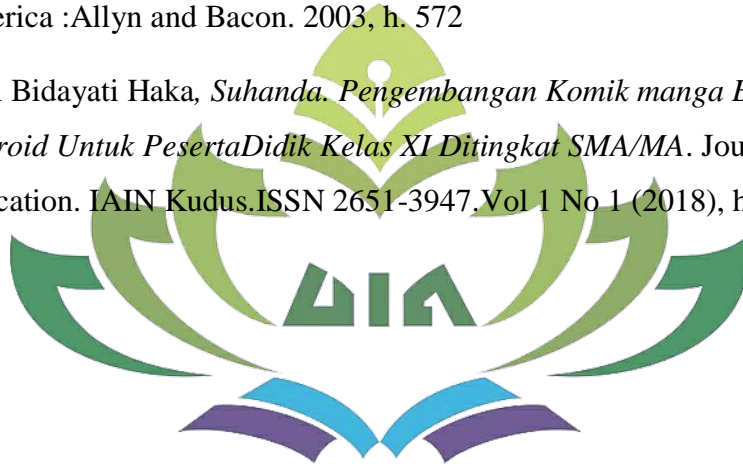 erica :Allyn and Bacon. 2003, h. 572
Bidayati Haka, Suhanda. Pengembangan Komik manga
roid Untuk PesertaDidik Kelas XI Ditingkat SMA/MA. Jou
cation. IAIN Kudus.ISSN 2651-3947.Vol 1 No 1 (2018), h
UIN